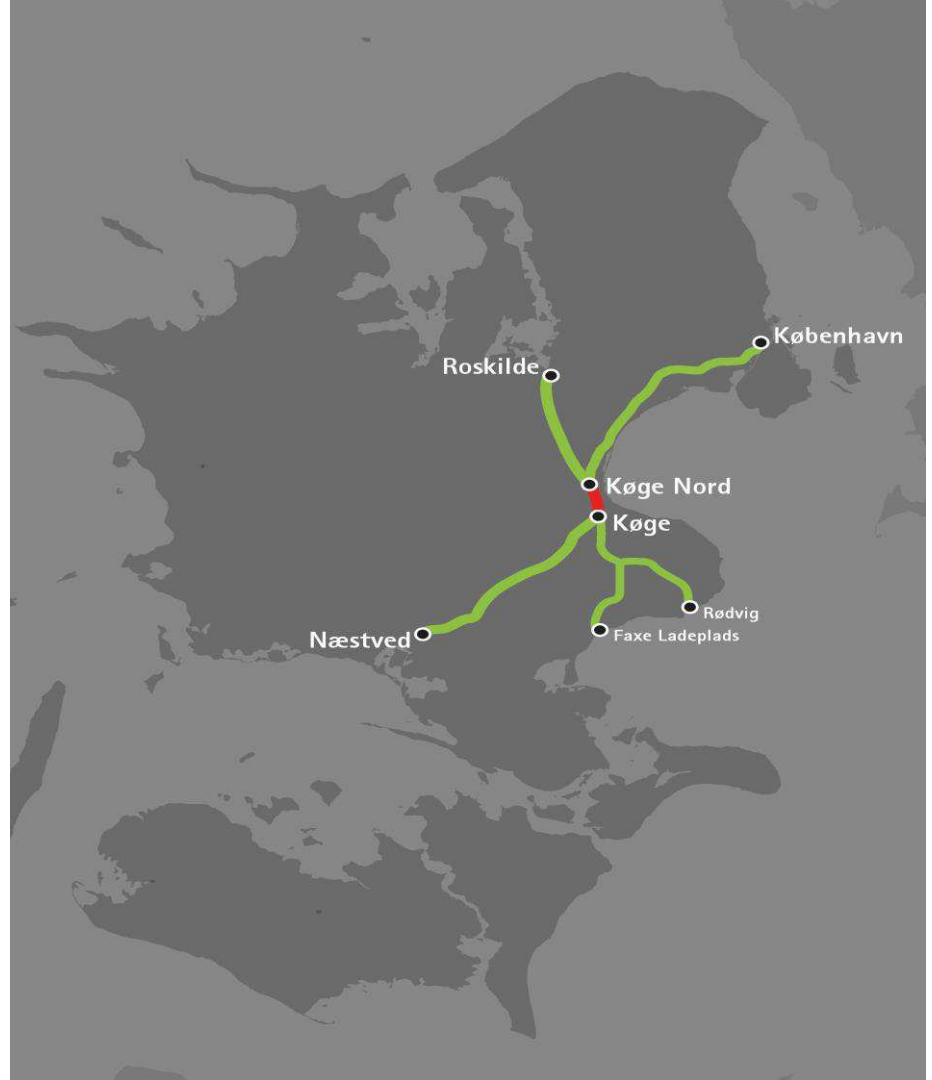 København
Roskilde
Køge Nord
Køge
Rødvig
Faxe Ladeplads
Næstved